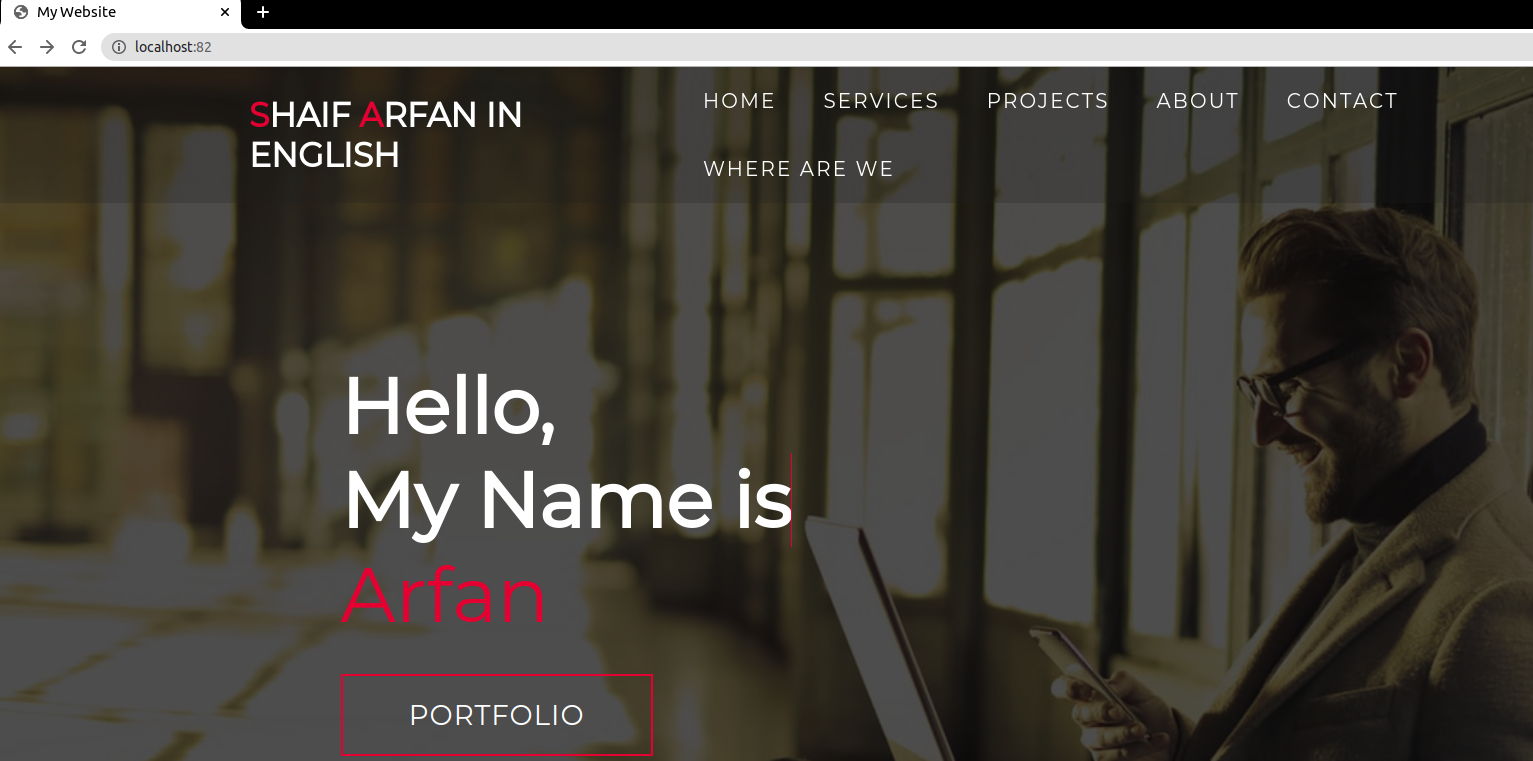 My Website
localhost:82
SHAIF ARFAN IN
ENGLISH
HOME SERVICES PROJECTS ABOUT CONTACT
WHERE ARE WE
Hello,
My Name is
Arfan
PORTFOLIO